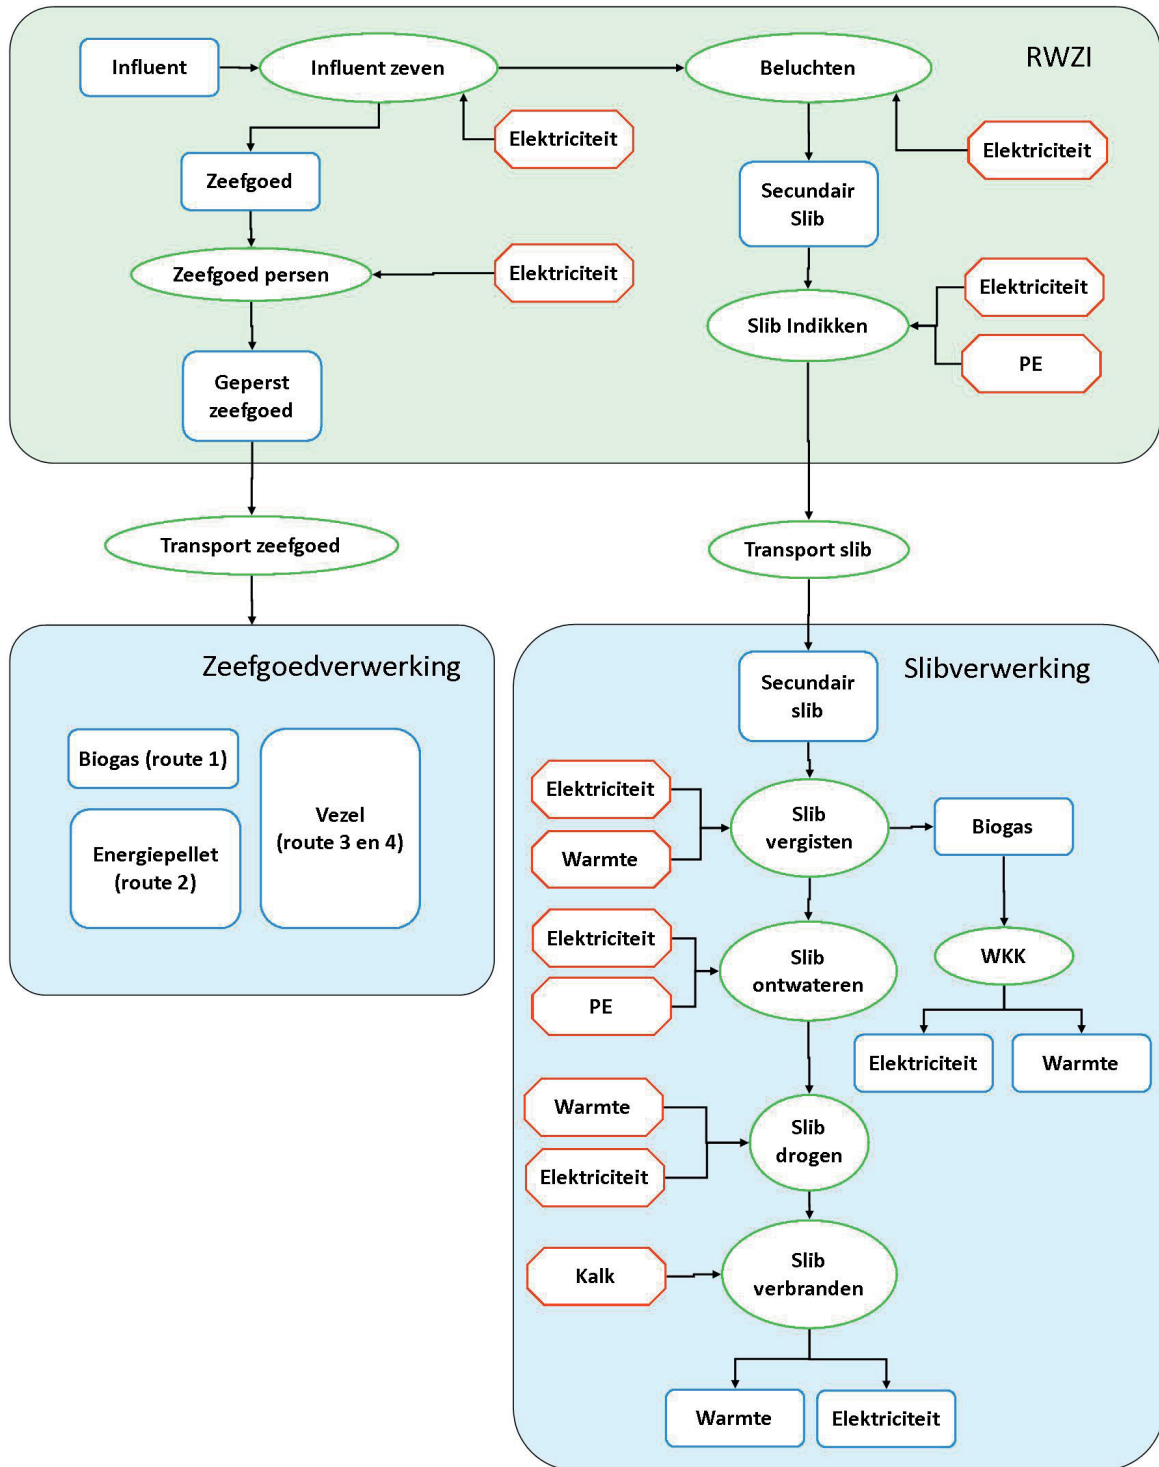 RWZI
Influent
Influent zeven
Beluchten
Elektriciteit
Elektriciteit
Zeefgoed
Secundair
Slib
Zeefgoed persen
Elektriciteit
Elektriciteit
Slib Indikken
PE
Geperst
zeefgoed
Transport zeefgoed
Transport slib
Zeefgoedverwerking
Biogas (route 1)
Vezel
(route 3 en 4)
Energiepellet
(route 2)
Slibverwerking
Secundair
slib
Elektriciteit
Warmte
Slib
vergisten
Biogas
Elektriciteit
PE
Slib
ontwateren
WKK
Elektriciteit
Warmte
Warmte
Elektriciteit
Slib
drogen
Kalk
Slib
verbranden
Warmte
Elektriciteit